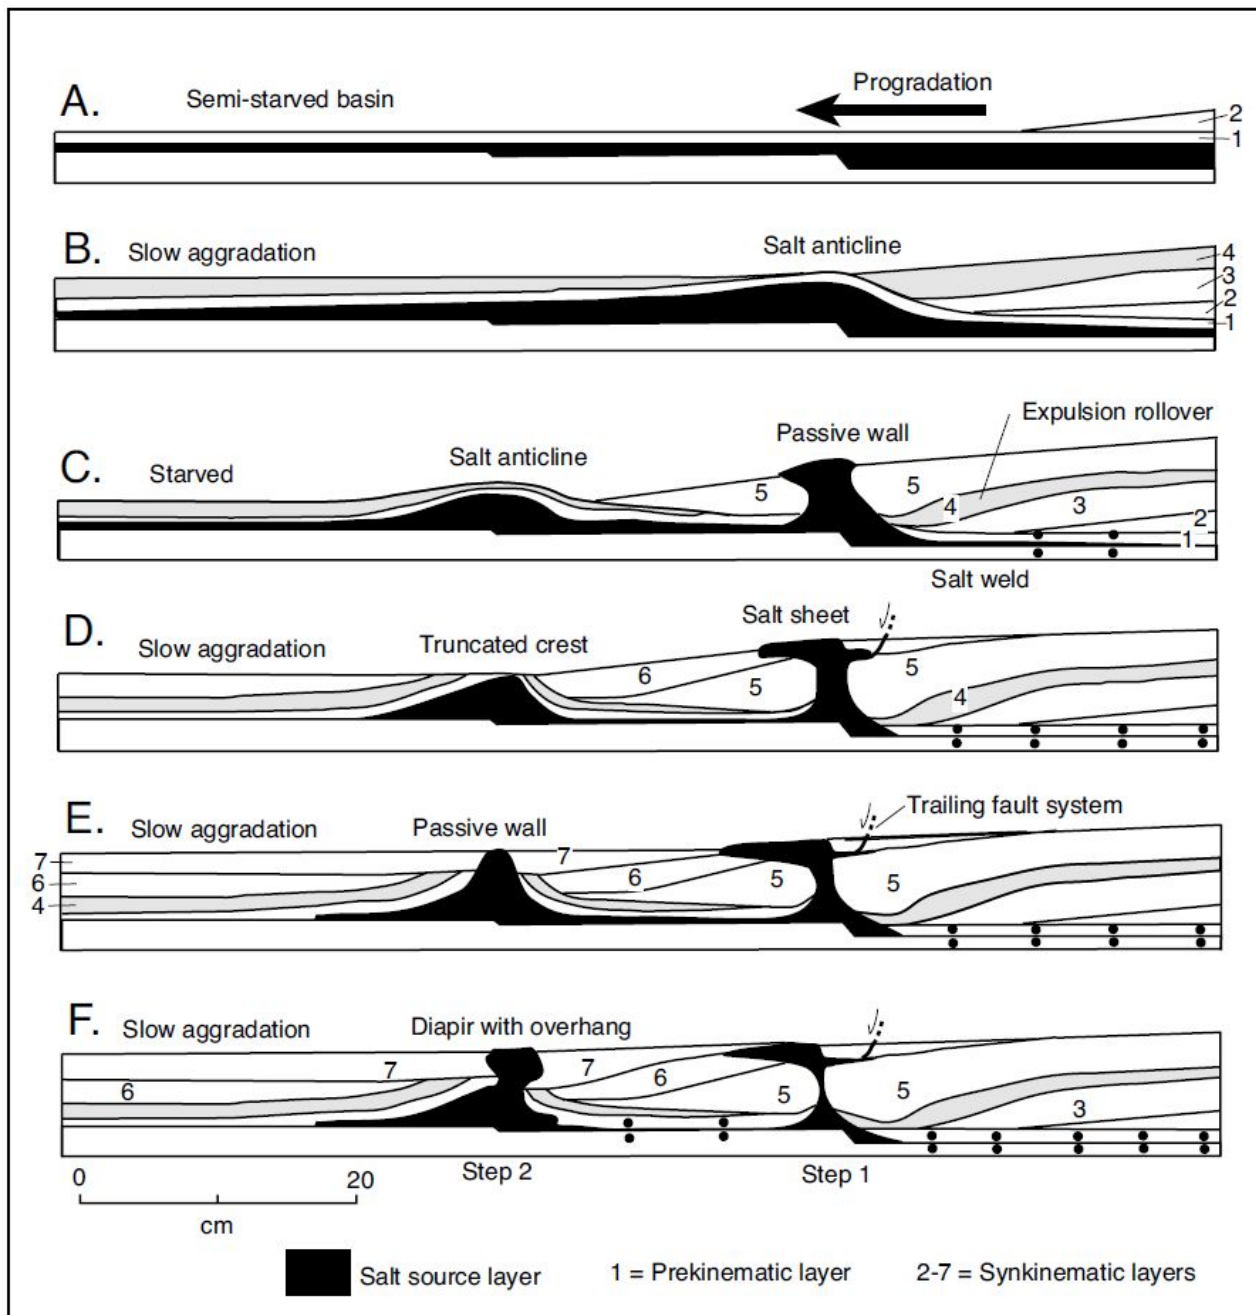 A.
Semi-starved basin
Progradation
2
1
B.
Slow aggradation
Salt anticline
4
3
2
1
C.
Starved
Salt anticline
Passive wall
Expulsion rollover
5
5
4
3
2
1
Salt weld
D.
Slow aggradation
Truncated crest
Salt sheet
6
5
5
4
E.
Slow aggradation
Passive wall
Trailing fault system
7
6
4
7
6
5
5
F.
Slow aggradation
Diapir with overhang
6
7
7
6
5
5
3
Step 2
Step 1
0
20
cm
Salt source layer
1 = Prekinematic layer
2-7 = Synkinematic layers